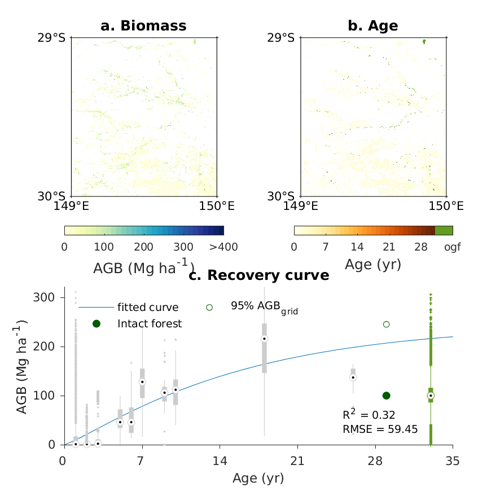 a. Biomass
b. Age
29°S
29°S
30°S
30°S
149°E
150°E
149°E
150°E
0 100 200 300 >400
0 7 14 21 28 ogf
AGB (Mg ha⁻¹)
Age (yr)
c. Recovery curve
300
200
100
0
AGB (Mg ha⁻¹)
fitted curve
95% AGB_grid
Intact forest
R² = 0.32
RMSE = 59.45
0 7 14 21 28 35
Age (yr)